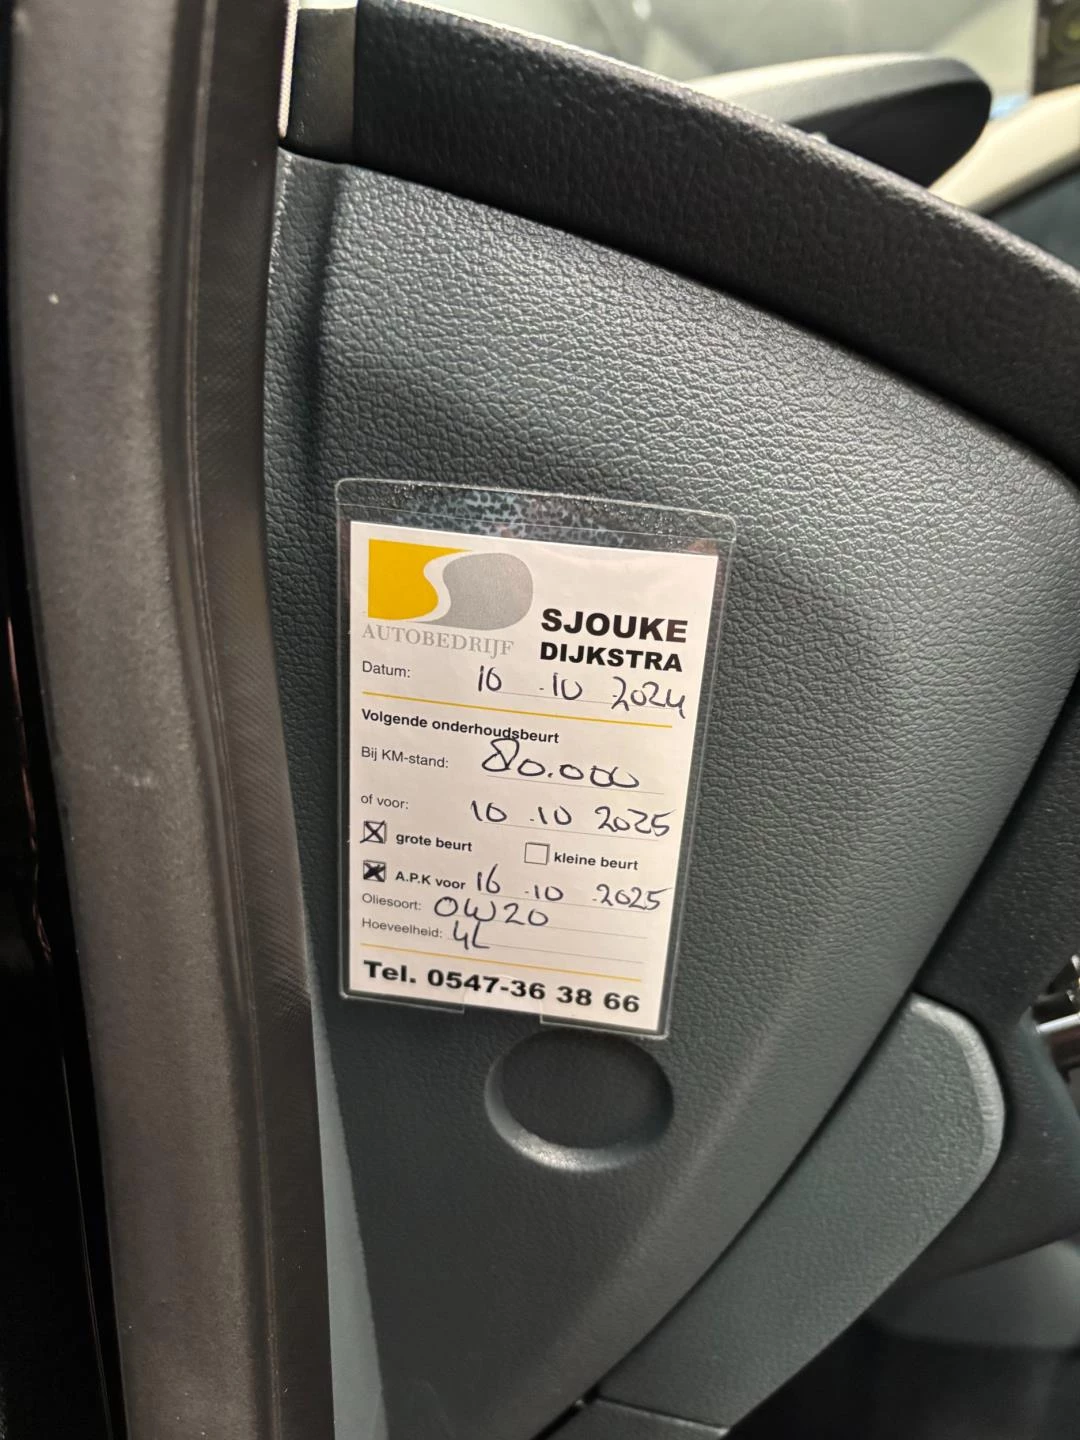 AUTOBEDRIJF
SJOUKE
DIJKSTRA
Datum: 10 .10 .2024
Volgende onderhoudsbeurt
Bij KM-stand: 80.000
of voor: 10 .10 2025
grote beurt kleine beurt
A.P.K voor 16 .10 .2025
Oliesoort: 0W20
Hoeveelheid: 4L
Tel. 0547-36 38 66